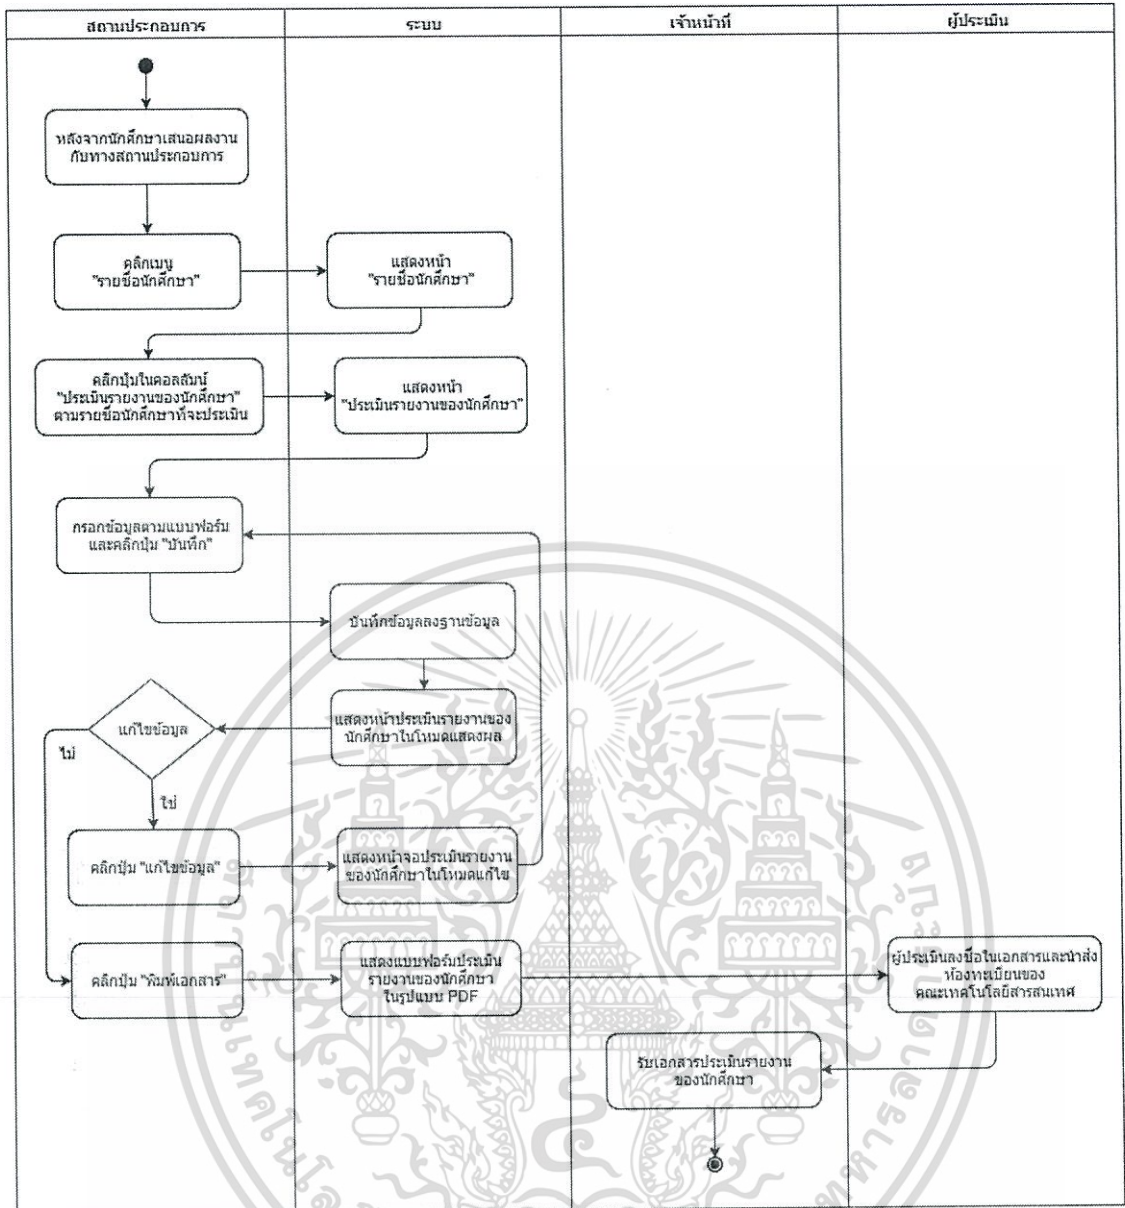 สถานประกอบการ
ระบบ
เจ้าหน้าที่
ผู้ประเมิน
หลังจากนักศึกษาเสนอผลงาน
กับทางสถานประกอบการ
คลิกเมนู
"รายชื่อนักศึกษา"
แสดงหน้า
"รายชื่อนักศึกษา"
คลิกปุ่มในคอลลัมน์
"ประเมินรายงานของนักศึกษา"
ตามรายชื่อนักศึกษาที่จะประเมิน
แสดงหน้า
"ประเมินรายงานของนักศึกษา"
กรอกข้อมูลตามแบบฟอร์ม
และคลิกปุ่ม "บันทึก"
บันทึกข้อมูลลงฐานข้อมูล
แสดงหน้าประเมินรายงานของ
นักศึกษาในโหมดแสดงผล
แก้ไขข้อมูล
ไม่
ใช่
คลิกปุ่ม "แก้ไขข้อมูล"
แสดงหน้าจอประเมินรายงาน
ของนักศึกษาในโหมดแก้ไข
คลิกปุ่ม "พิมพ์เอกสาร"
แสดงแบบฟอร์มประเมิน
รายงานของนักศึกษา
ในรูปแบบ PDF
ผู้ประเมินลงชื่อในเอกสารและนำส่ง
ห้องทะเบียนของ
คณะเทคโนโลยีสารสนเทศ
รับเอกสารประเมินรายงาน
ของนักศึกษา